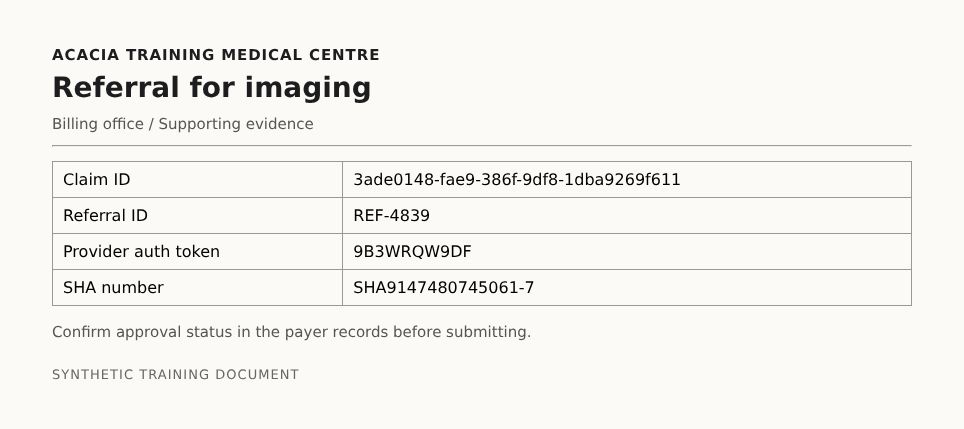 ACACIA TRAINING MEDICAL CENTRE
Referral for imaging
Billing office / Supporting evidence
Claim ID 3ade0148-fae9-386f-9df8-1dba9269f611
Referral ID REF-4839
Provider auth token 9B3WRQW9DF
SHA number SHA9147480745061-7
Confirm approval status in the payer records before submitting.
SYNTHETIC TRAINING DOCUMENT